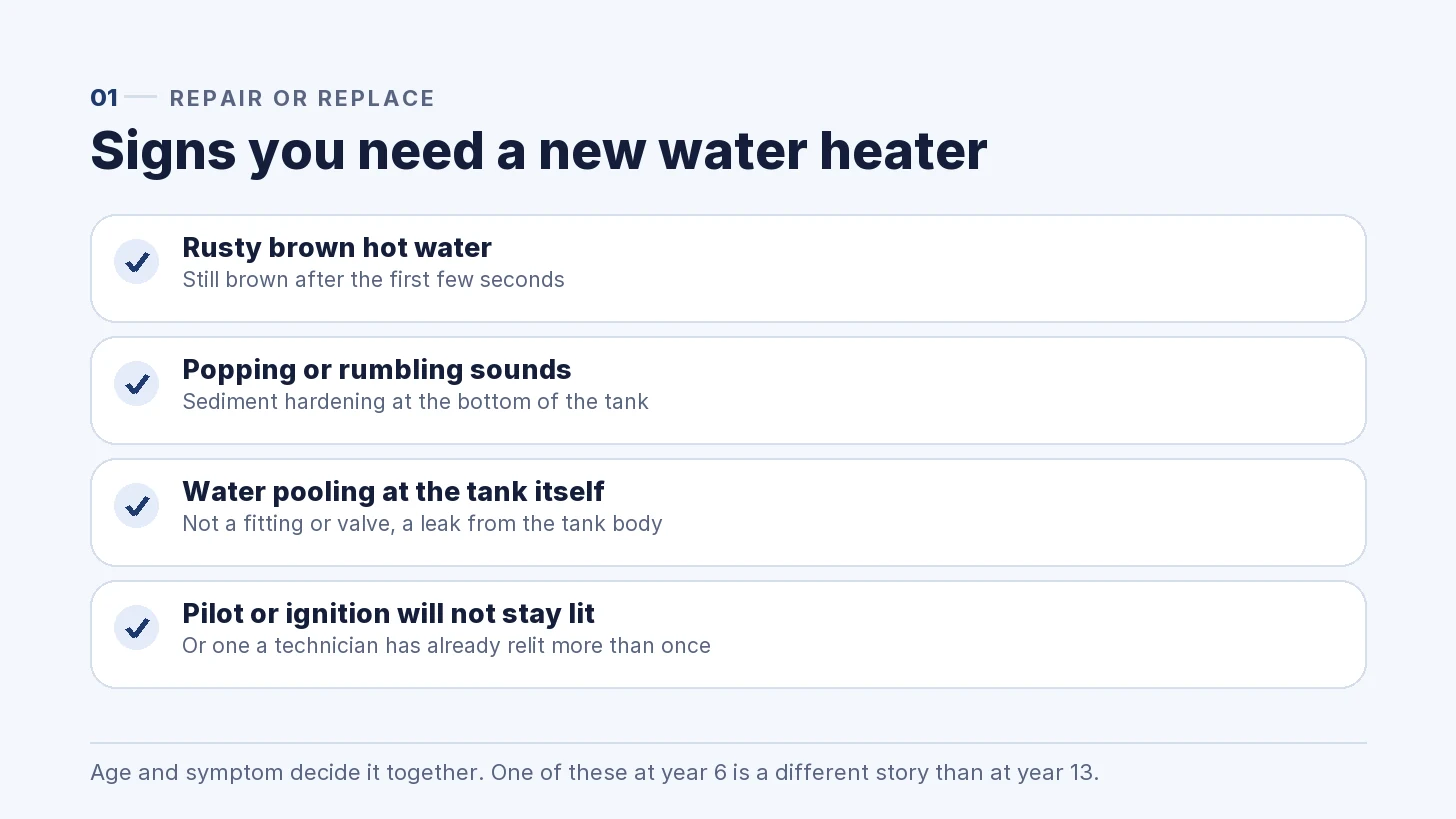 01 — REPAIR OR REPLACE
Signs you need a new water heater
Rusty brown hot water
Still brown after the first few seconds
Popping or rumbling sounds
Sediment hardening at the bottom of the tank
Water pooling at the tank itself
Not a fitting or valve, a leak from the tank body
Pilot or ignition will not stay lit
Or one a technician has already relit more than once
Age and symptom decide it together. One of these at year 6 is a different story than at year 13.